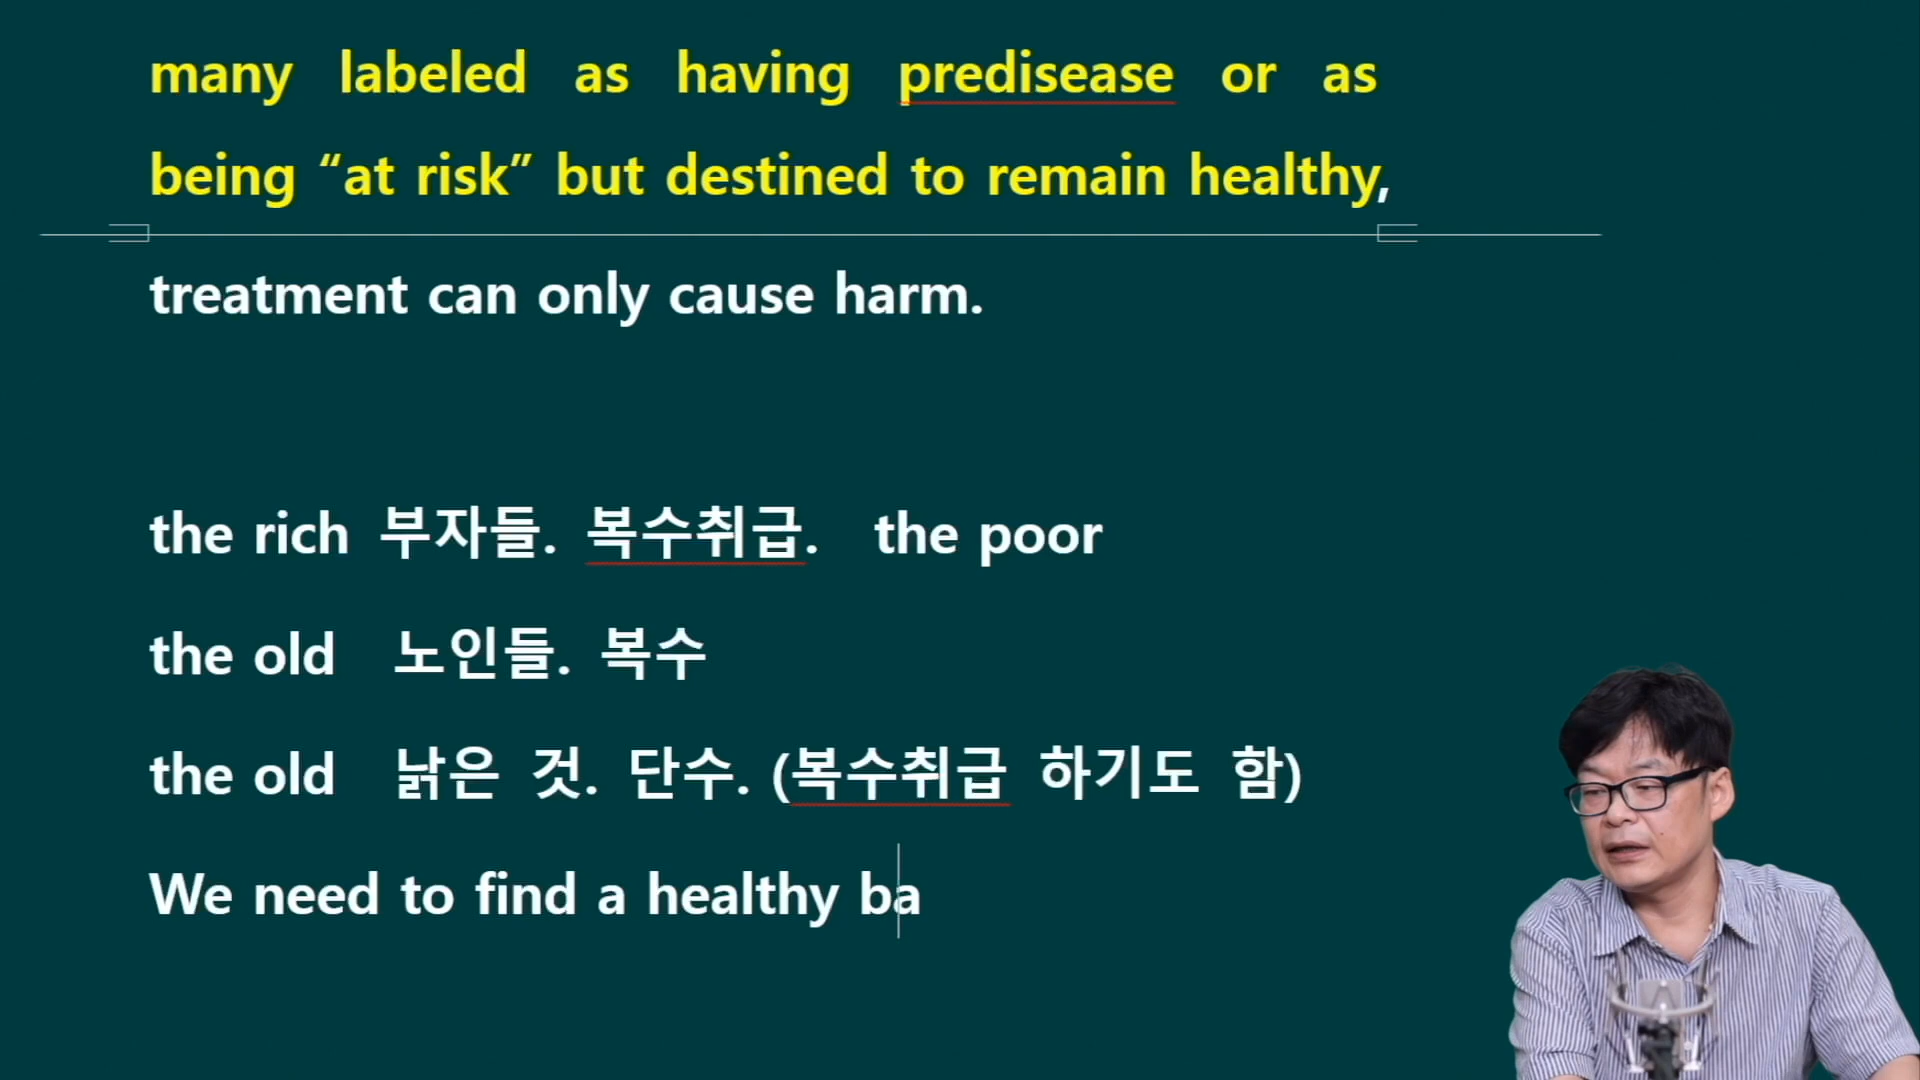 many labeled as having predisease or as
being “at risk” but destined to remain healthy,
treatment can only cause harm.
the rich 부자들. 복수취급. the poor
the old 노인들. 복수
the old 낡은 것. 단수. (복수취급 하기도 함)
We need to find a healthy ba